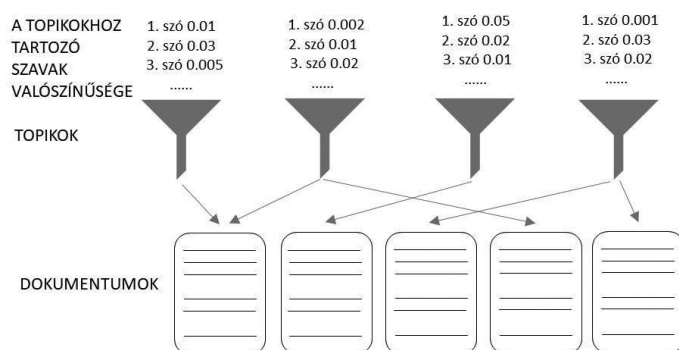 A TOPIKOKHOZ
TARTOZÓ
SZAVAK
VALÓSZÍNŰSÉGE
1. szó 0.01
2. szó 0.03
3. szó 0.005
......
1. szó 0.002
2. szó 0.01
3. szó 0.02
......
1. szó 0.05
2. szó 0.02
3. szó 0.01
......
1. szó 0.001
2. szó 0.03
3. szó 0.02
......
TOPIKOK
DOKUMENTUMOK